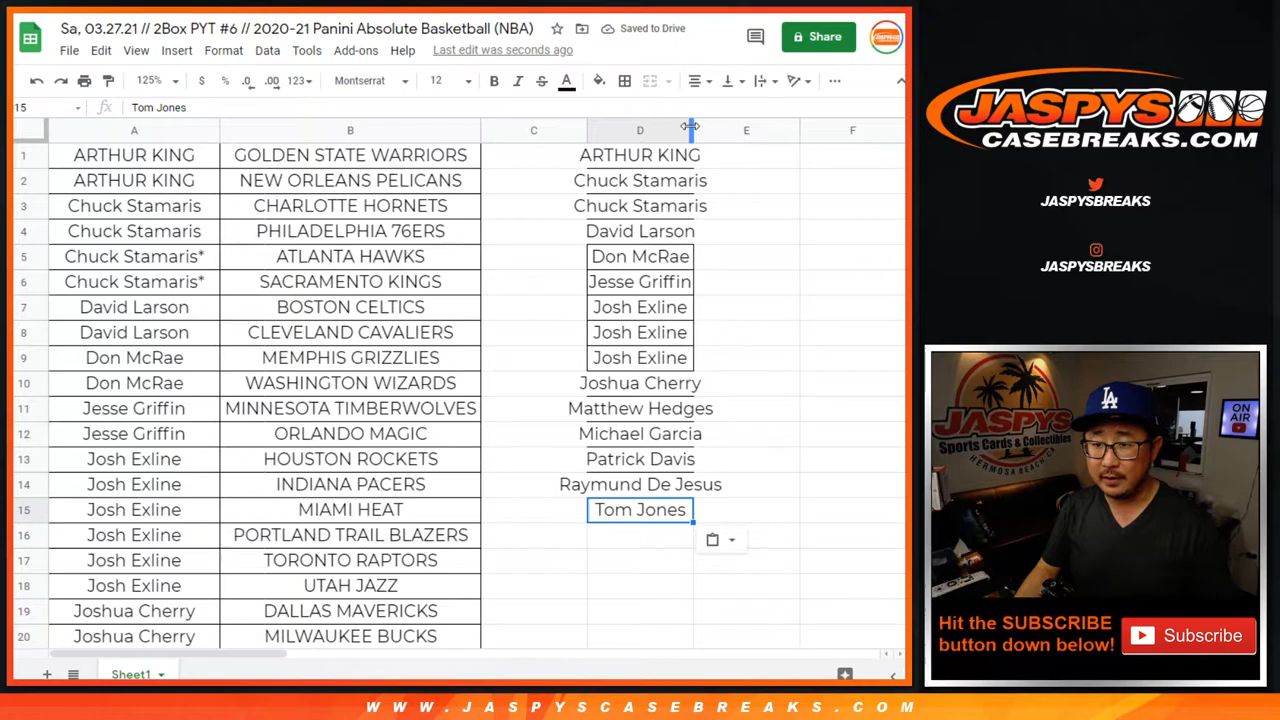 Sa, 03.27.21 // 2Box PYT #6 // 2020-21 Panini Absolute Basketball (NBA)
Saved to Drive
Share
File Edit View Insert Format Data Tools Add-ons Help Last edit was seconds ago
125% $ % .0 .00 123 Montserrat 12 B I S A
15 fx Tom Jones
A B C D E F
1 ARTHUR KING GOLDEN STATE WARRIORS ARTHUR KING
2 ARTHUR KING NEW ORLEANS PELICANS Chuck Stamaris
3 Chuck Stamaris CHARLOTTE HORNETS Chuck Stamaris
4 Chuck Stamaris PHILADELPHIA 76ERS David Larson
5 Chuck Stamaris* ATLANTA HAWKS Don McRae
6 Chuck Stamaris* SACRAMENTO KINGS Jesse Griffin
7 David Larson BOSTON CELTICS Josh Exline
8 David Larson CLEVELAND CAVALIERS Josh Exline
9 Don McRae MEMPHIS GRIZZLIES Josh Exline
10 Don McRae WASHINGTON WIZARDS Joshua Cherry
11 Jesse Griffin MINNESOTA TIMBERWOLVES Matthew Hedges
12 Jesse Griffin ORLANDO MAGIC Michael Garcia
13 Josh Exline HOUSTON ROCKETS Patrick Davis
14 Josh Exline INDIANA PACERS Raymund De Jesus
15 Josh Exline MIAMI HEAT Tom Jones
16 Josh Exline PORTLAND TRAIL BLAZERS
17 Josh Exline TORONTO RAPTORS
18 Josh Exline UTAH JAZZ
19 Joshua Cherry DALLAS MAVERICKS
20 Joshua Cherry MILWAUKEE BUCKS
Sheet1
JASPYS
CASEBREAKS.COM
JASPYSBREAKS
JASPYSBREAKS
JASPYS
Sports Cards & Collectibles
HERMOSA BEACH, CA
LA
ON
AIR
Hit the SUBSCRIBE
button down below!
Subscribe
WWW.JASPYSCASEBREAKS.COM